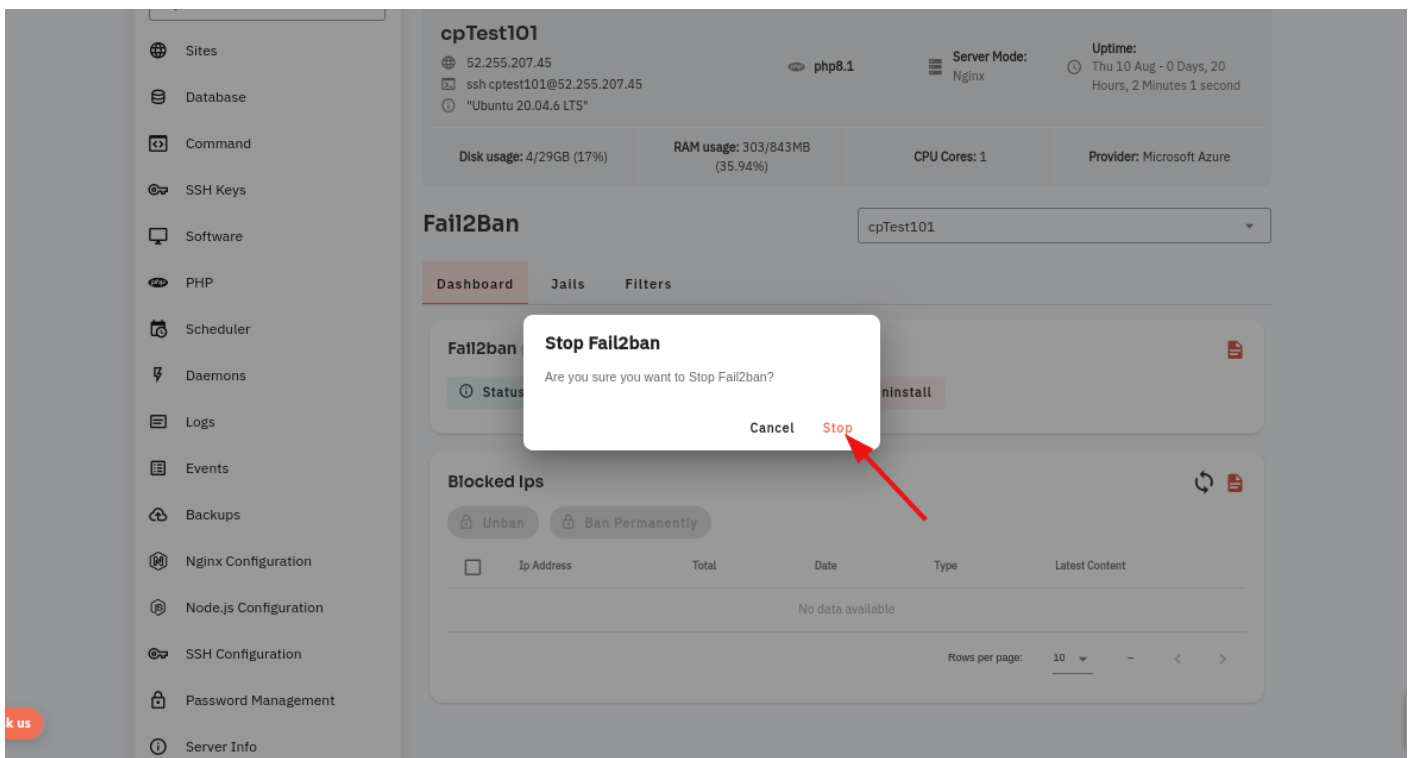 Sites
Database
Command
SSH Keys
Software
PHP
Scheduler
Daemons
Logs
Events
Backups
Nginx Configuration
Node.js Configuration
SSH Configuration
Password Management
Server Info
k us
cpTest101
52.255.207.45
ssh cptest101@52.255.207.45
"Ubuntu 20.04.6 LTS"
php8.1
Server Mode:
Nginx
Uptime:
Thu 10 Aug - 0 Days, 20
Hours, 2 Minutes 1 second
Disk usage: 4/29GB (17%)
RAM usage: 303/843MB
(35.94%)
CPU Cores: 1
Provider: Microsoft Azure
Fail2Ban
cpTest101
Dashboard Jails Filters
Fail2ban
Status
ninstall
Stop Fail2ban
Are you sure you want to Stop Fail2ban?
Cancel Stop
Blocked Ips
Unban Ban Permanently
Ip Address Total Date Type Latest Content
No data available
Rows per page: 10 –